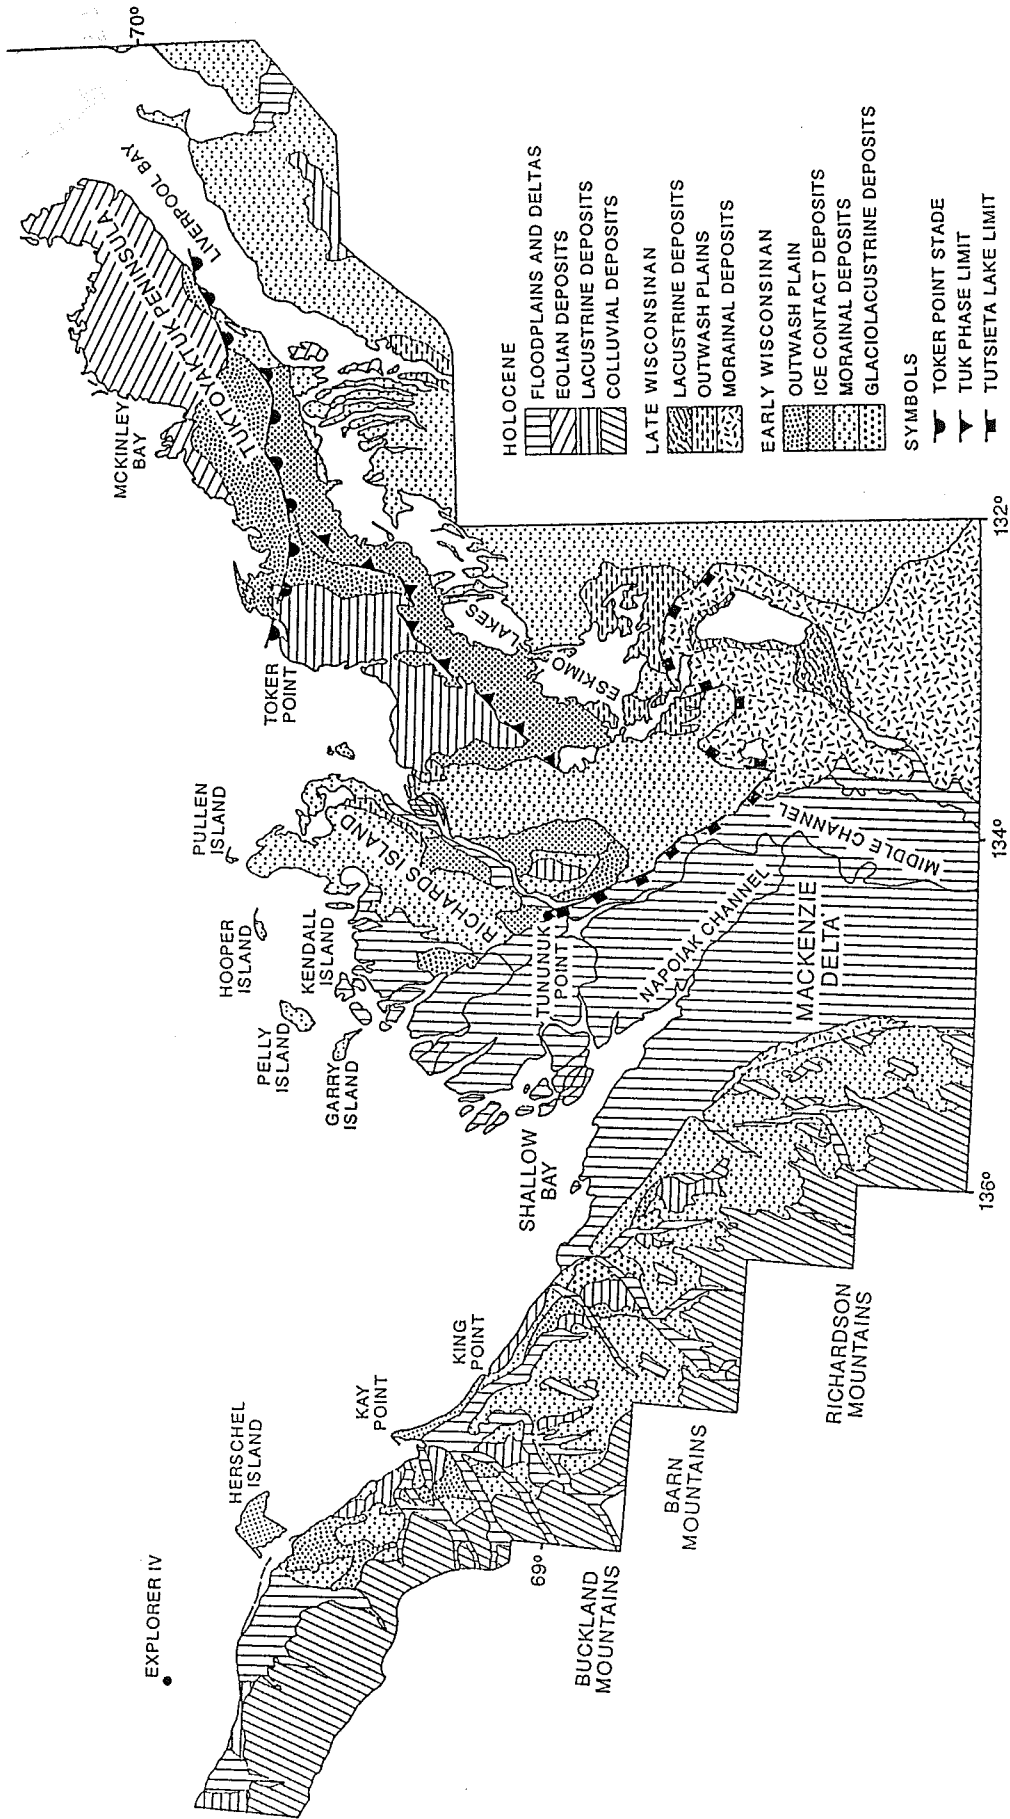 EXPLORER IV
HERSCHEL
ISLAND
KAY
POINT
KING
POINT
SHALLOW
BAY
GARRY
ISLAND
PELLY
ISLAND
HOOPER
ISLAND
KENDALL
ISLAND
PULLEN
ISLAND
RICHARDS ISLAND
TOKER
POINT
MCKINLEY
BAY
TUKTOYAKTUK PENINSULA
LIVERPOOL BAY
70°
69°
BUCKLAND
MOUNTAINS
BARN
MOUNTAINS
RICHARDSON
MOUNTAINS
TUNUNUK
POINT
NAPOIAK CHANNEL
MACKENZIE
DELTA
MIDDLE CHANNEL
ESKIMO
LAKES
136°
134°
132°
HOLOCENE
FLOODPLAINS AND DELTAS
EOLIAN DEPOSITS
LACUSTRINE DEPOSITS
COLLUVIAL DEPOSITS
LATE WISCONSINAN
LACUSTRINE DEPOSITS
OUTWASH PLAINS
MORAINAL DEPOSITS
EARLY WISCONSINAN
OUTWASH PLAIN
ICE CONTACT DEPOSITS
MORAINAL DEPOSITS
GLACIOLACUSTRINE DEPOSITS
SYMBOLS
TOKER POINT STADE
TUK PHASE LIMIT
TUTSIETA LAKE LIMIT